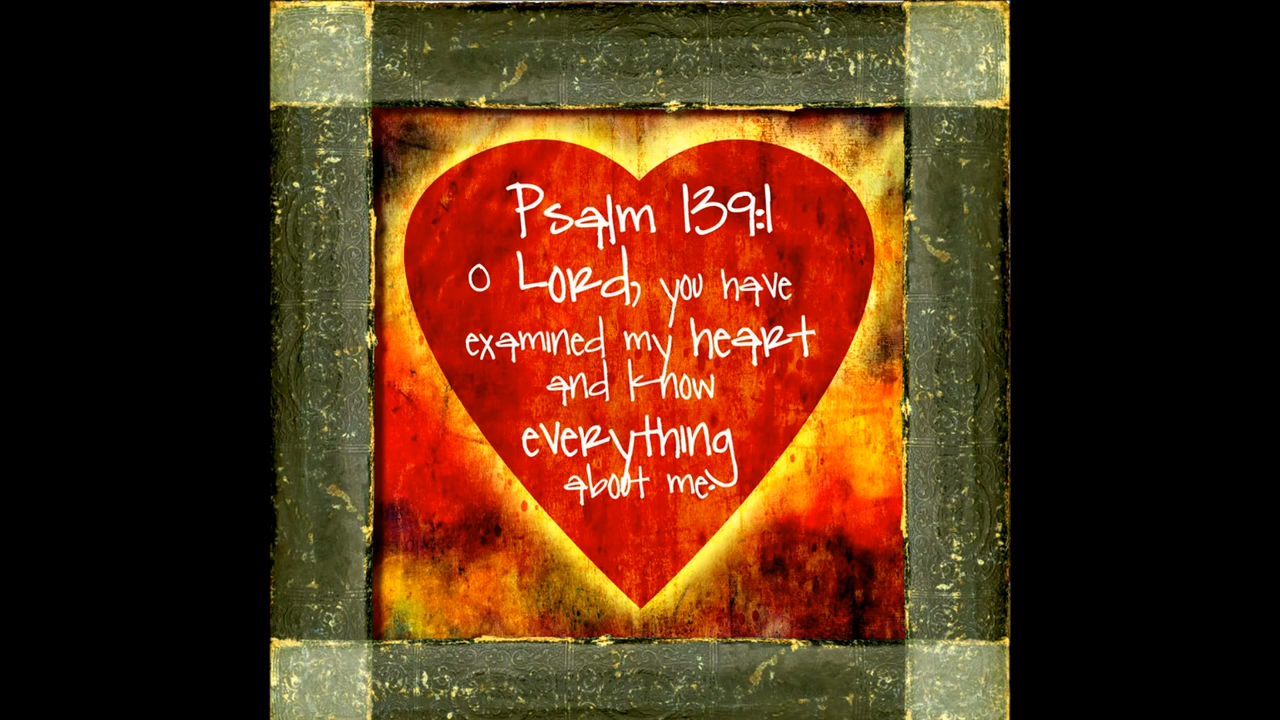 Psalm 139:1
O Lord, you have
examined my heart
and know
everything
about me.